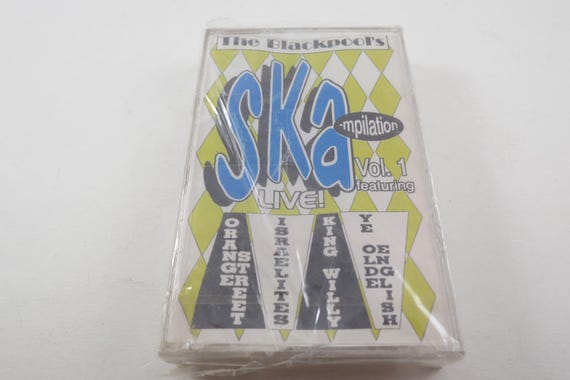 The Blackpool's
SKa
-mpilation
Vol. 1
featuring
LIVE!
ORANGE STREET
ISRAELITES
KING WILLY
YE OLDE ENGLISH